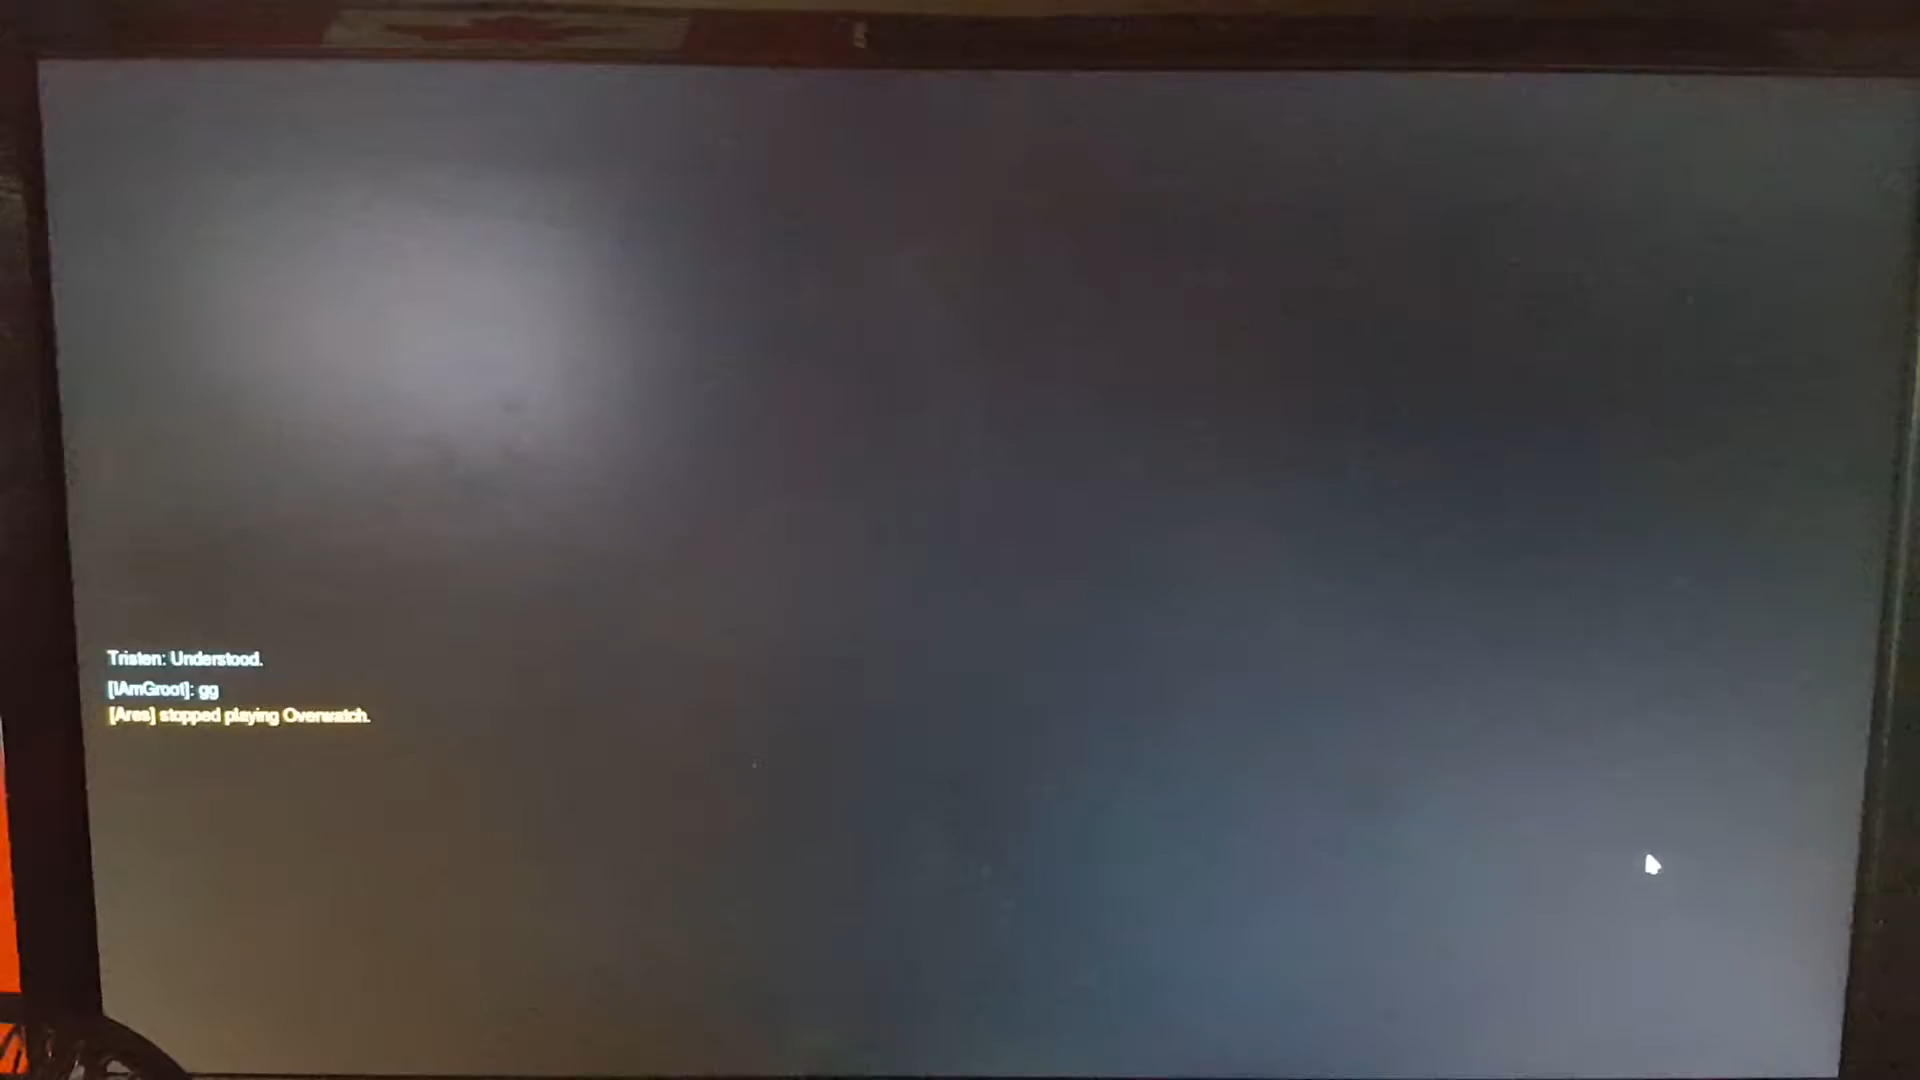 Tristen: Understood.
[IAmGroot]: gg
[Ares] stopped playing Overwatch.